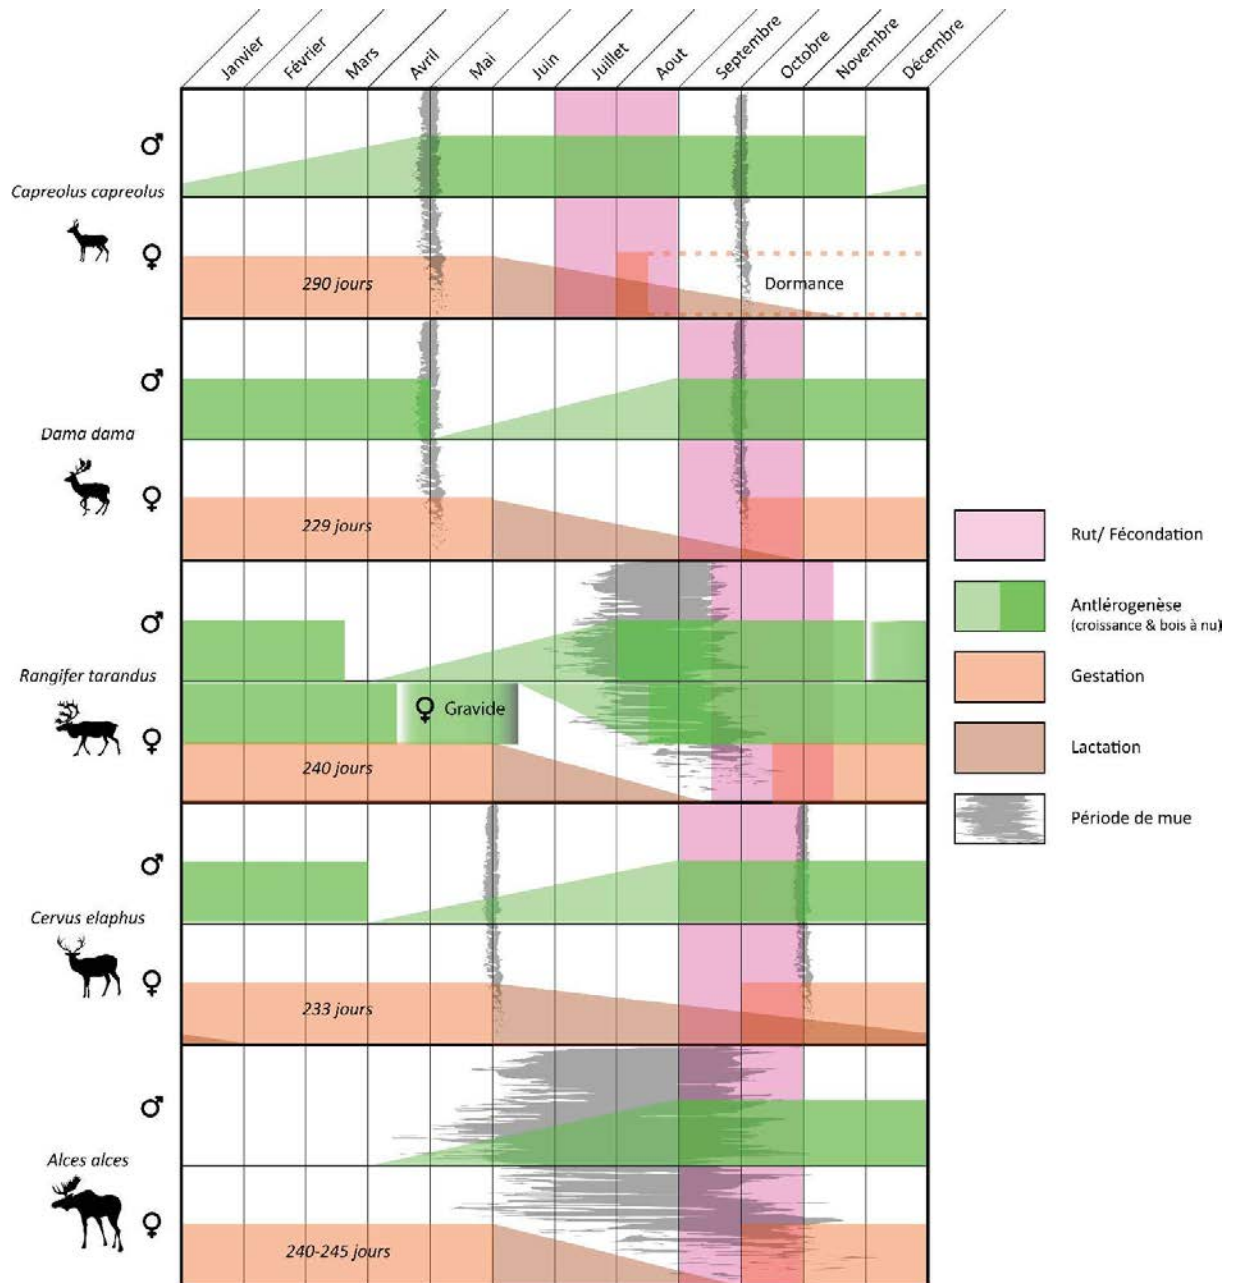 Janvier
Février
Mars
Avril
Mai
Juin
Juillet
Aout
Septembre
Octobre
Novembre
Décembre
♂
Capreolus capreolus
♀
290 jours
Dormance
♂
Dama dama
♀
229 jours
♂
Rangifer tarandus
♀ Gravide
♀
240 jours
♂
Cervus elaphus
♀
233 jours
♂
Alces alces
♀
240-245 jours
Rut/ Fécondation
Antlérogenèse
(croissance & bois à nu)
Gestation
Lactation
Période de mue